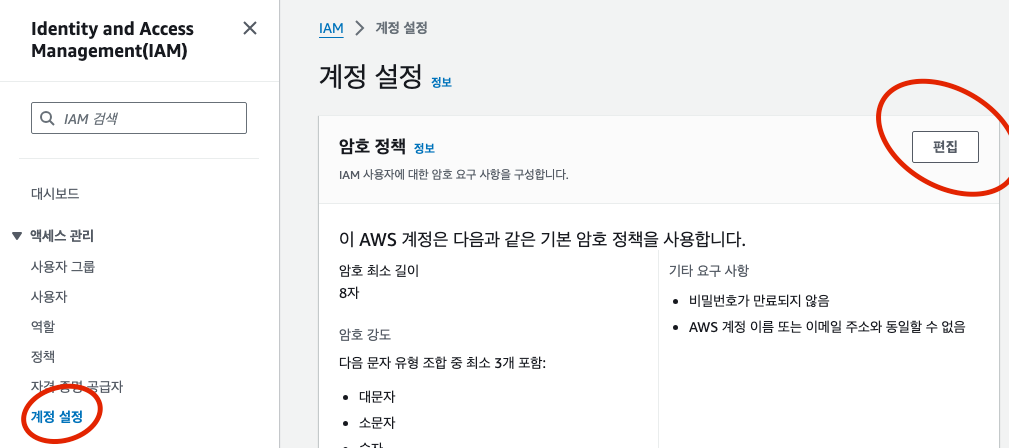 Identity and Access
Management(IAM)
IAM 검색
대시보드
액세스 관리
사용자 그룹
사용자
역할
정책
자격 증명 공급자
계정 설정
IAM > 계정 설정
계정 설정 정보
암호 정책 정보
편집
IAM 사용자에 대한 암호 요구 사항을 구성합니다.
이 AWS 계정은 다음과 같은 기본 암호 정책을 사용합니다.
암호 최소 길이
8자
암호 강도
다음 문자 유형 조합 중 최소 3개 포함:
대문자
소문자
숫자
기타 요구 사항
비밀번호가 만료되지 않음
AWS 계정 이름 또는 이메일 주소와 동일할 수 없음